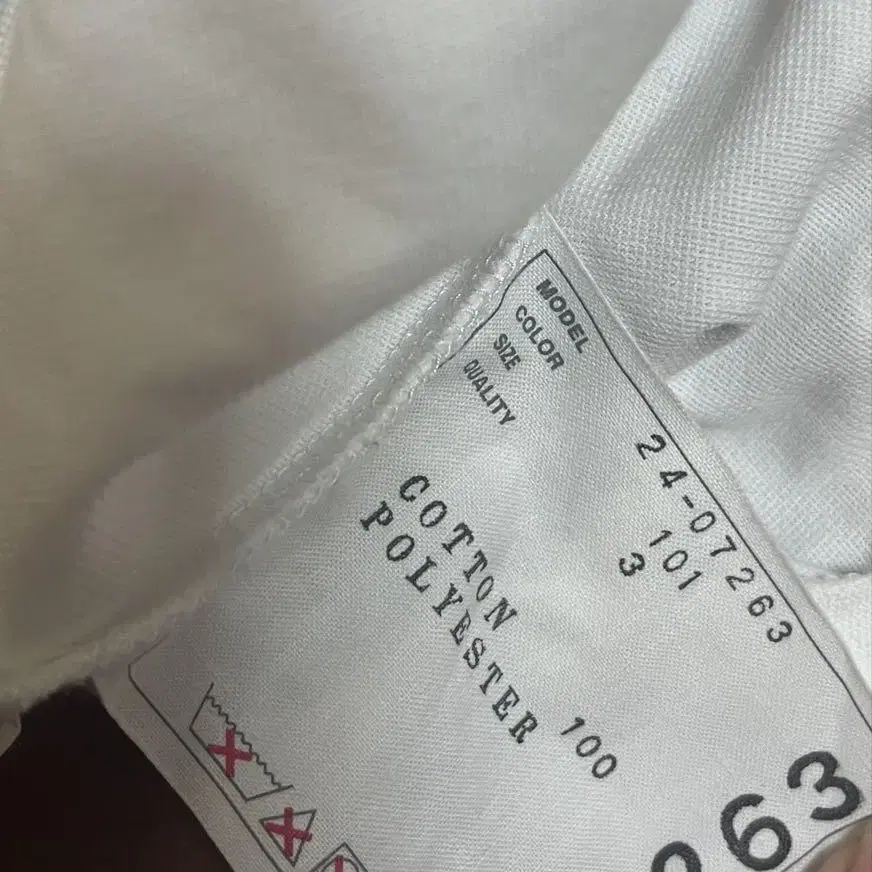 MODEL 24-07263
COLOR 101
SIZE 3
QUALITY
COTTON
POLYESTER 100
263